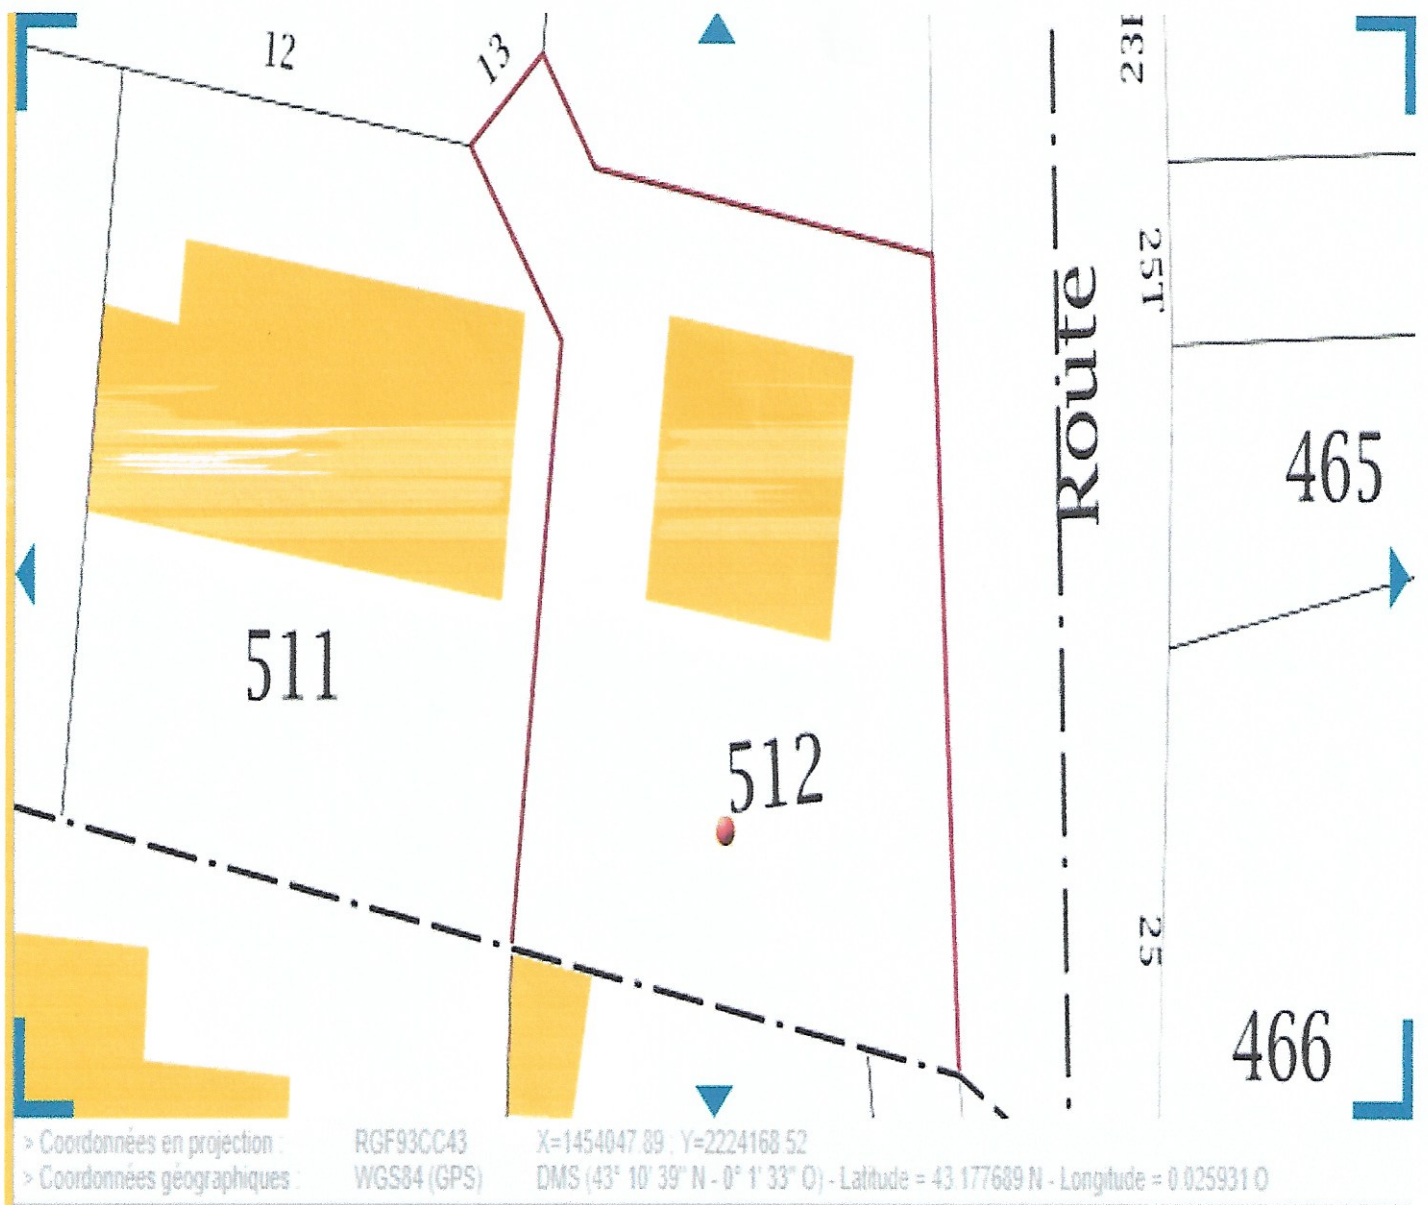 12
13
23E
25T
Route
465
511
512
25
466
> Coordonnées en projection : RGF93CC43 X=1454047.89 ; Y=2224168.52
> Coordonnées géographiques : WGS84 (GPS) DMS (43° 10' 39" N - 0° 1' 33" O) - Latitude = 43.177689 N - Longitude = 0.025931 O